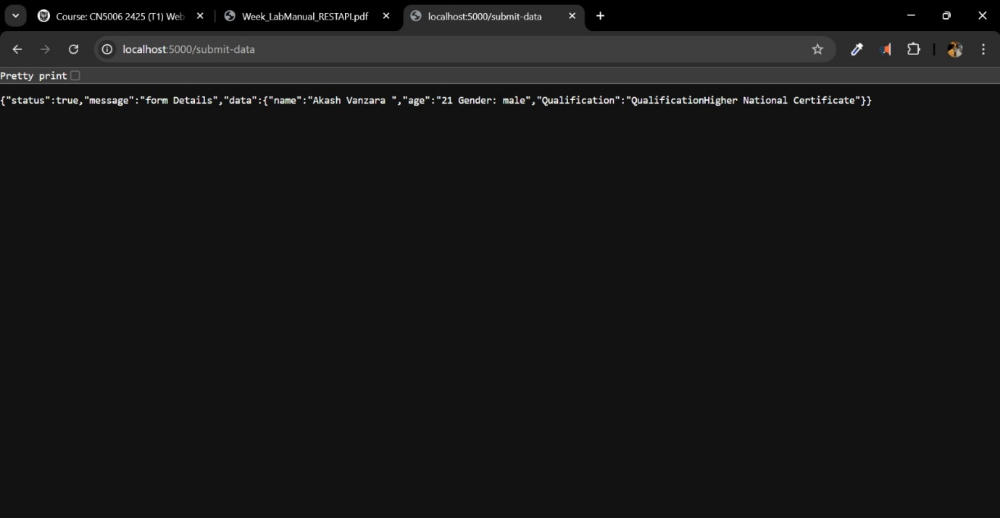 Course: CN5006 2425 (T1) Web
Week_LabManual_RESTAPI.pdf
localhost:5000/submit-data
localhost:5000/submit-data
Pretty print
{"status":true,"message":"form Details","data":{"name":"Akash Vanzara ","age":"21 Gender: male","Qualification":"QualificationHigher National Certificate"}}